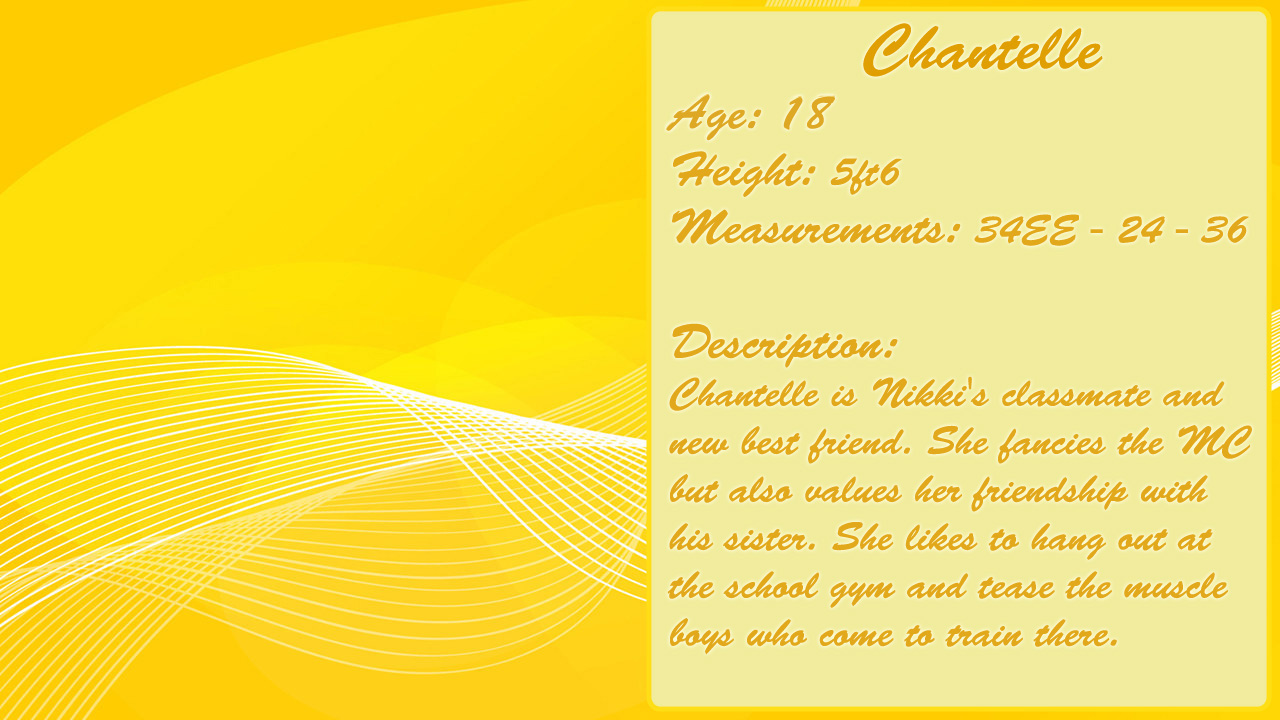 Chantelle
Age: 18
Height: 5ft6
Measurements: 34EE - 24 - 36
Description:
Chantelle is Nikki's classmate and
new best friend. She fancies the MC
but also values her friendship with
his sister. She likes to hang out at
the school gym and tease the muscle
boys who come to train there.